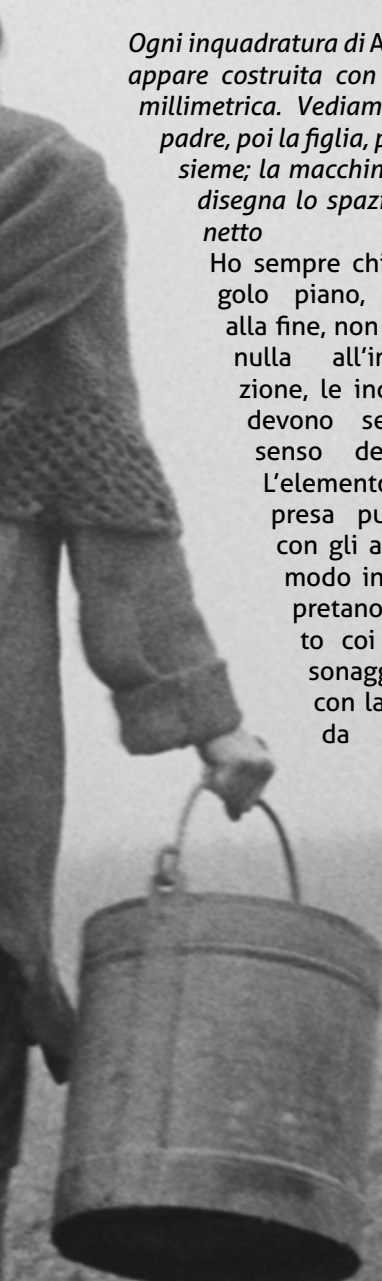 Ogni inquadratura di A
appare costruita con
millimetrica. Vediam
padre, poi la figlia, p
sieme; la macchin
disegna lo spazi
netto
Ho sempre chi
golo piano,
alla fine, non
nulla all'in
zione, le inq
devono se
senso de
L'elemento
presa pu
con gli a
modo in
pretano
to coi
sonagg
con la
da